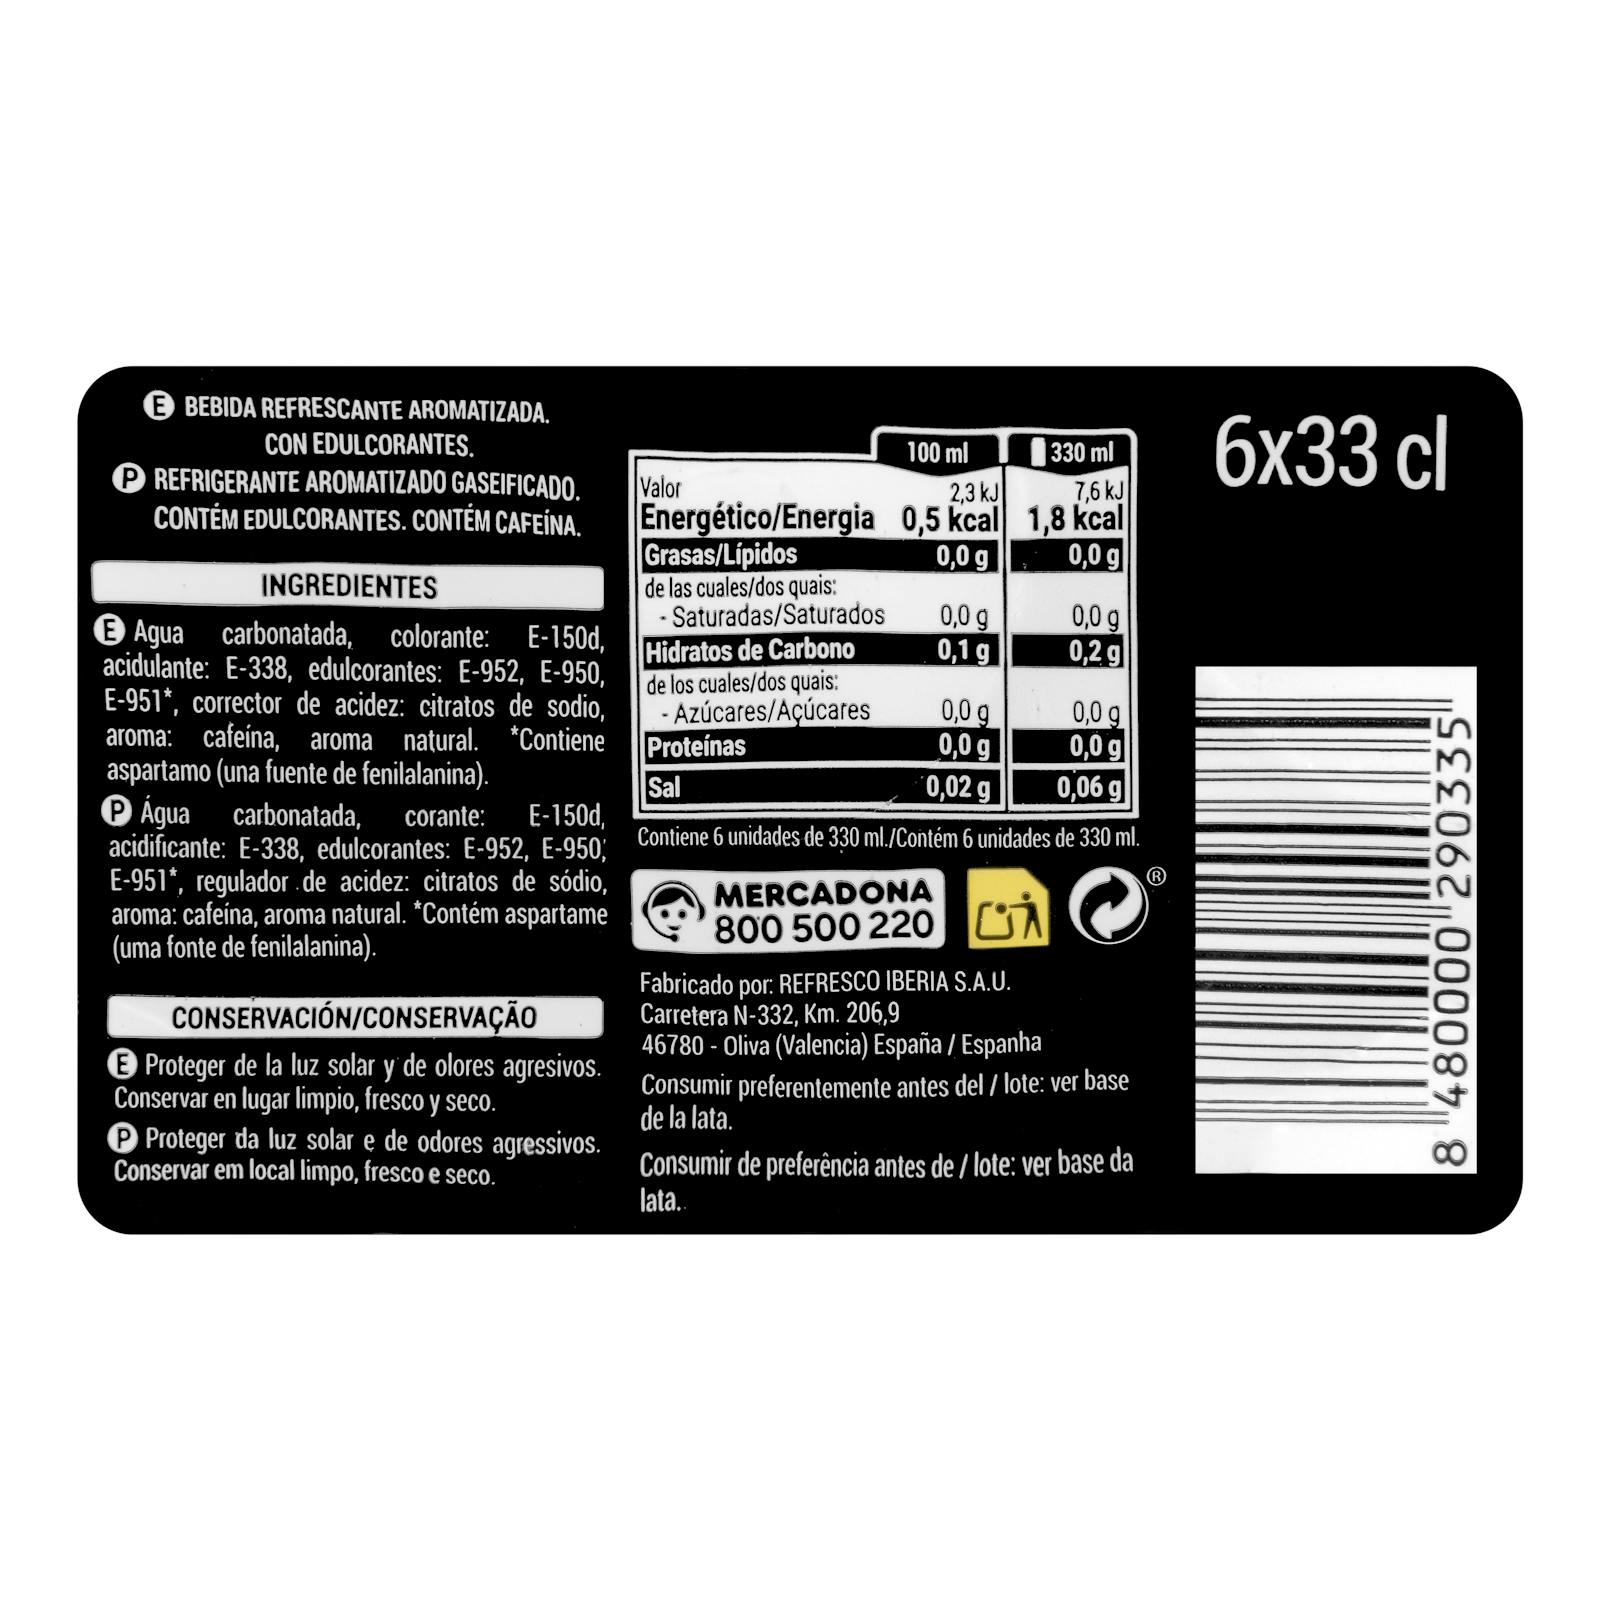 E BEBIDA REFRESCANTE AROMATIZADA.
CON EDULCORANTES.
P REFRIGERANTE AROMATIZADO GASEIFICADO.
CONTÉM EDULCORANTES. CONTÉM CAFEÍNA.
INGREDIENTES
E Agua carbonatada, colorante: E-150d,
acidulante: E-338, edulcorantes: E-952, E-950,
E-951*, corrector de acidez: citratos de sodio,
aroma: cafeína, aroma natural. *Contiene
aspartamo (una fuente de fenilalanina).
P Água carbonatada, corante: E-150d,
acidificante: E-338, edulcorantes: E-952, E-950,
E-951*, regulador de acidez: citratos de sódio,
aroma: cafeína, aroma natural. *Contém aspartame
(uma fonte de fenilalanina).
CONSERVACIÓN/CONSERVAÇÃO
E Proteger de la luz solar y de olores agresivos.
Conservar en lugar limpio, fresco y seco.
P Proteger da luz solar e de odores agressivos.
Conservar em local limpo, fresco e seco.
100 ml 330 ml
Valor 2,3 kJ 7,6 kJ
Energético/Energia 0,5 kcal 1,8 kcal
Grasas/Lípidos 0,0 g 0,0 g
de las cuales/dos quais:
- Saturadas/Saturados 0,0 g 0,0 g
Hidratos de Carbono 0,1 g 0,2 g
de los cuales/dos quais:
- Azúcares/Açúcares 0,0 g 0,0 g
Proteínas 0,0 g 0,0 g
Sal 0,02 g 0,06 g
Contiene 6 unidades de 330 ml./Contém 6 unidades de 330 ml.
MERCADONA
800 500 220
®
Fabricado por: REFRESCO IBERIA S.A.U.
Carretera N-332, Km. 206,9
46780 - Oliva (Valencia) España / Espanha
Consumir preferentemente antes del / lote: ver base
de la lata.
Consumir de preferência antes de / lote: ver base da
lata.
6x33 cl
8 480000 290335